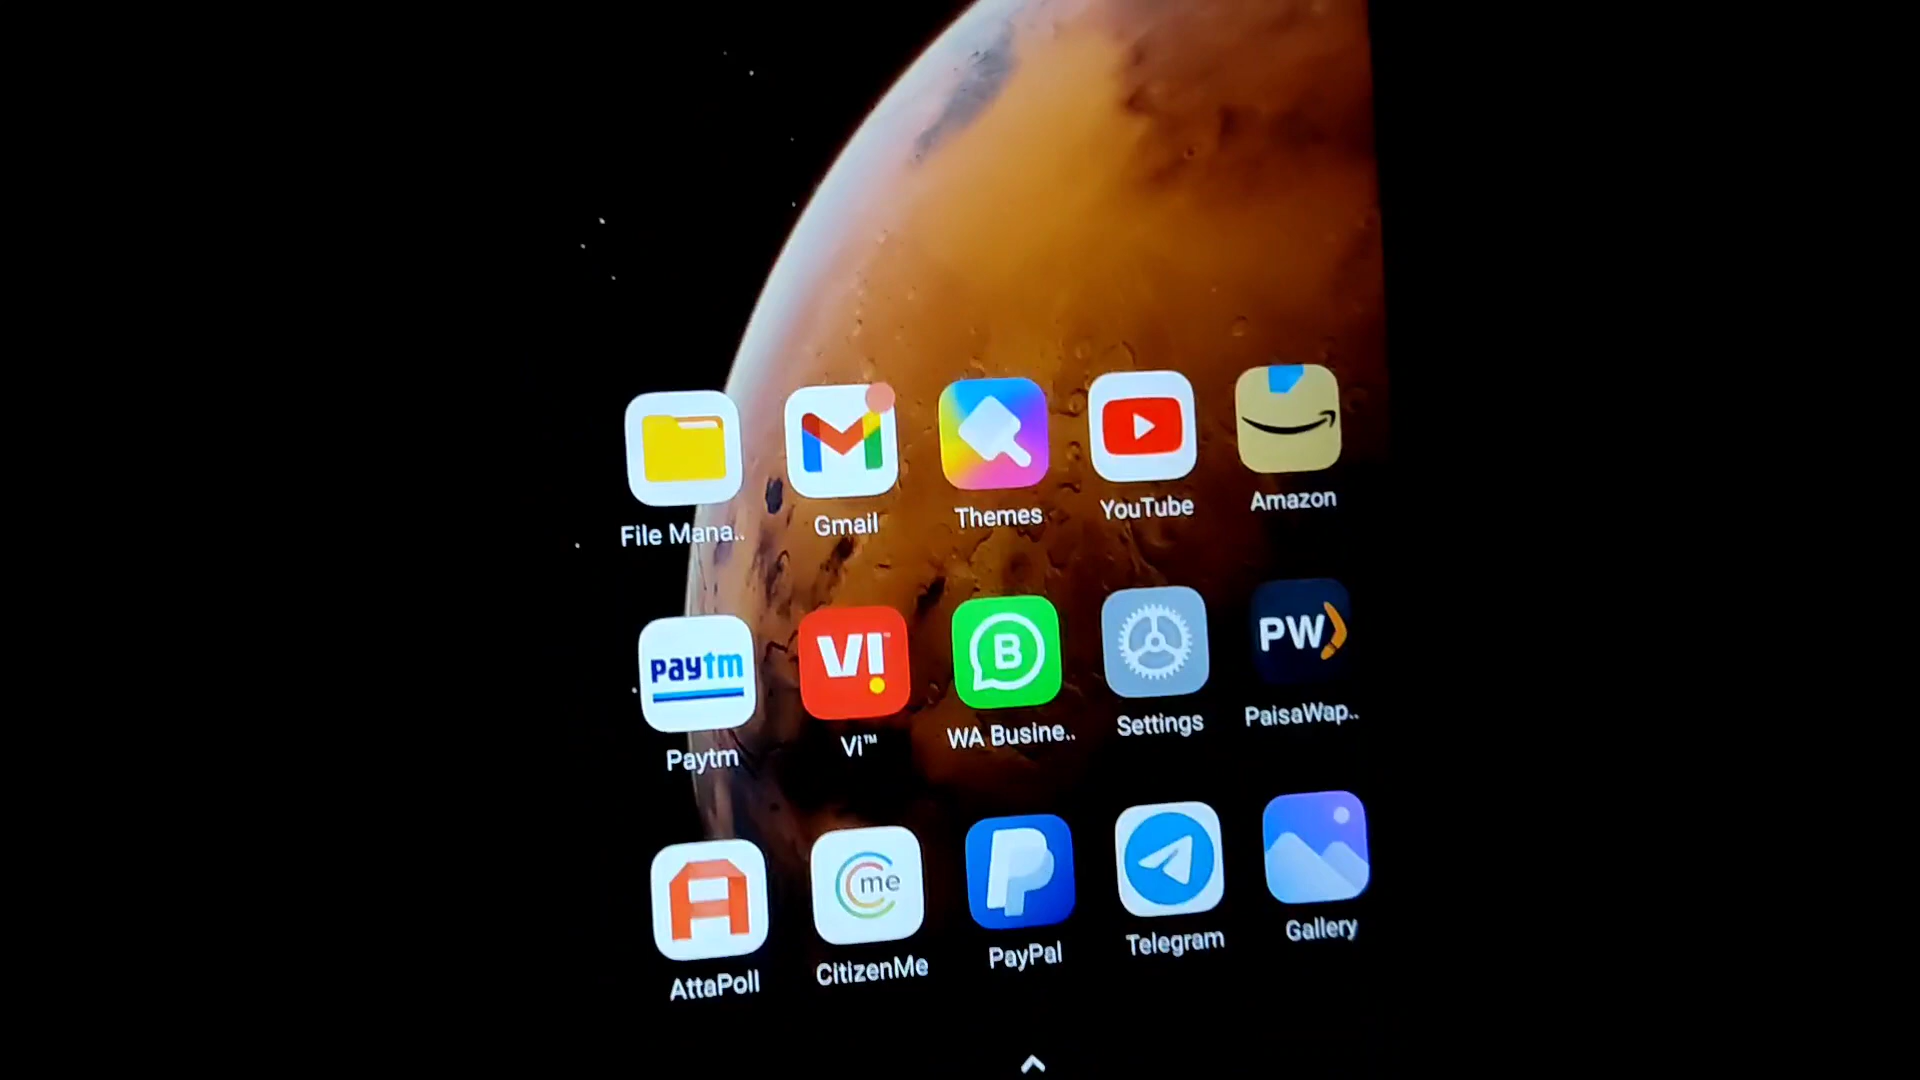 File Mana..
Gmail
Themes
YouTube
Amazon
paytm
Paytm
VI™
Vi™
B
WA Busine..
Settings
PW
PaisaWap..
A
AttaPoll
me
CitizenMe
PayPal
Telegram
Gallery